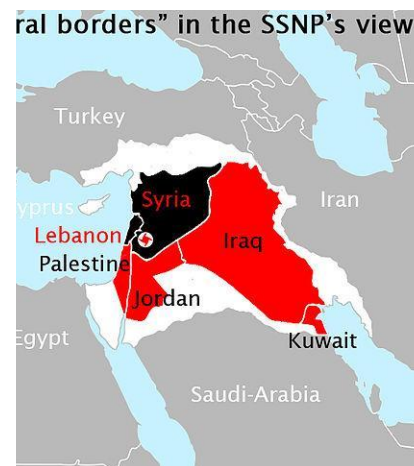 ral borders” in the SSNP’s view
Turkey
Syria
Iran
yprus
Lebanon
Iraq
Palestine
Jordan
Egypt
Kuwait
Saudi-Arabia